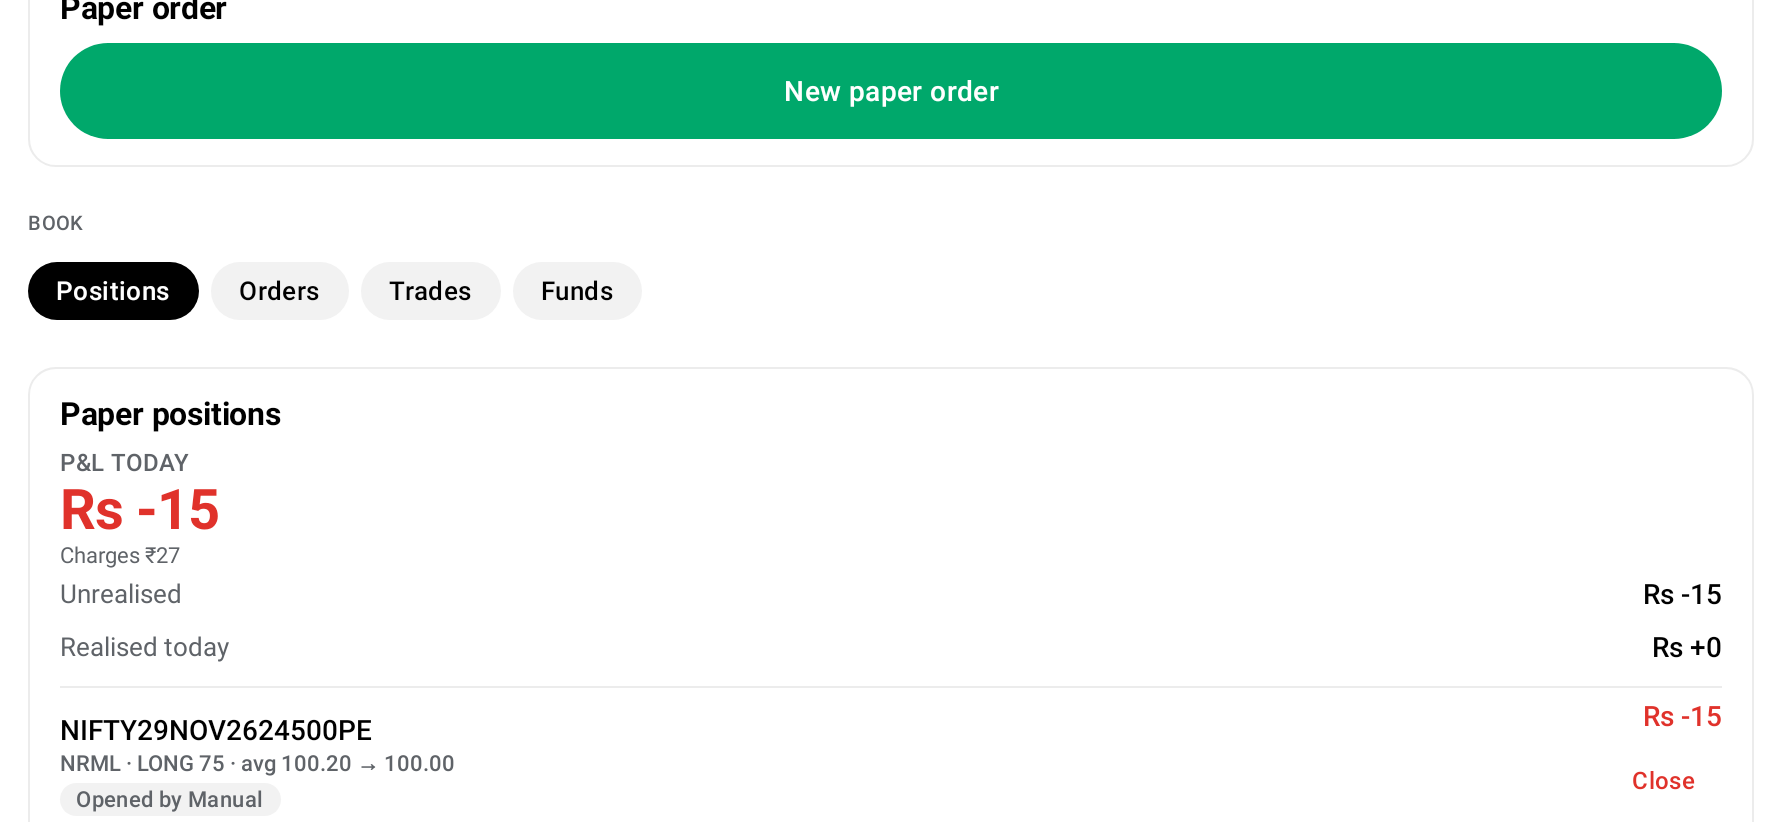 Paper order
New paper order
BOOK
Positions Orders Trades Funds
Paper positions
P&L TODAY
Rs -15
Charges ₹27
Unrealised Rs -15
Realised today Rs +0
NIFTY29NOV2624500PE Rs -15
NRML · LONG 75 · avg 100.20 → 100.00
Close
Opened by Manual